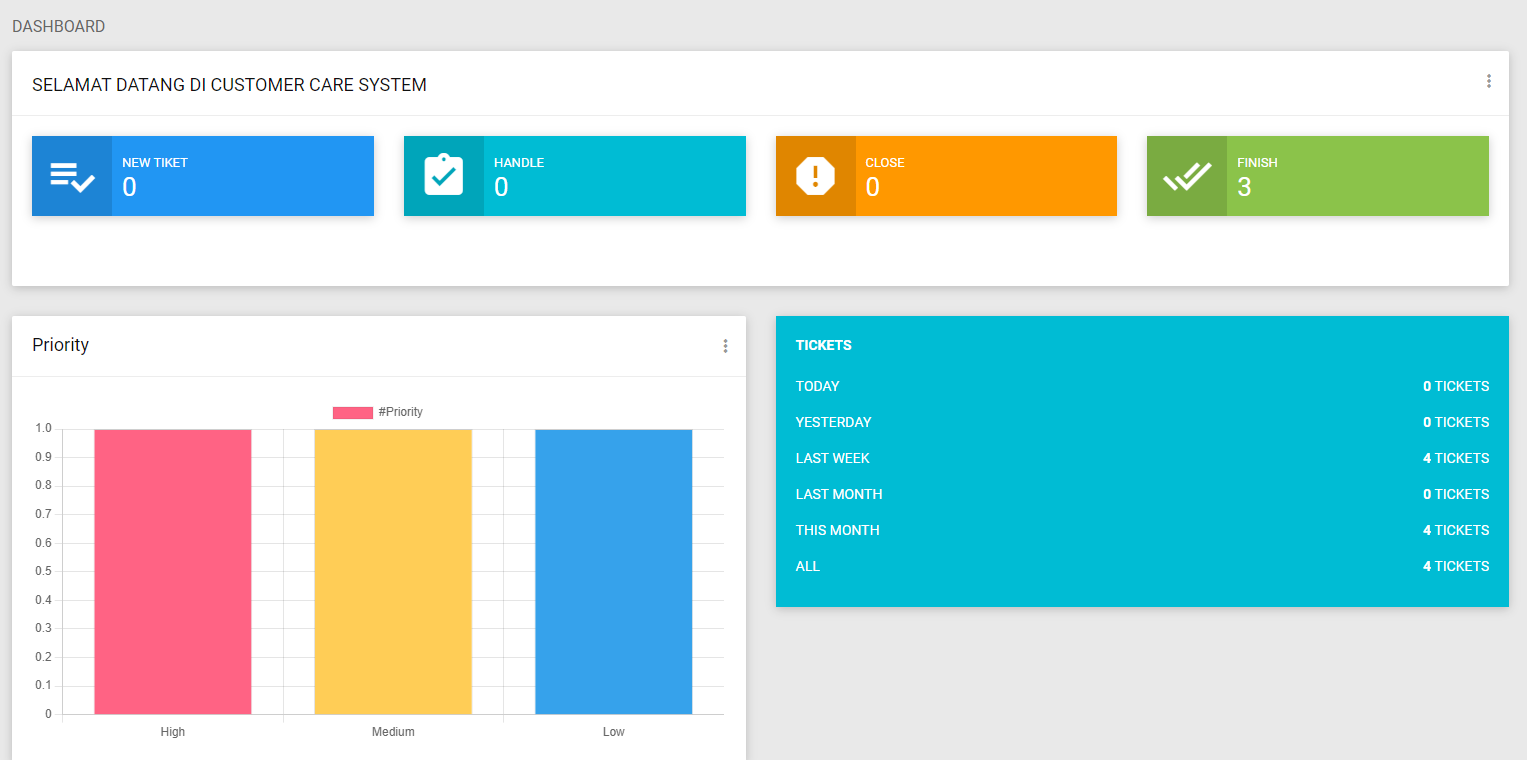 DASHBOARD
SELAMAT DATANG DI CUSTOMER CARE SYSTEM
NEW TIKET
0
HANDLE
0
CLOSE
0
FINISH
3
Priority
#Priority
1.0
0.9
0.8
0.7
0.6
0.5
0.4
0.3
0.2
0.1
0
High Medium Low
TICKETS
TODAY 0 TICKETS
YESTERDAY 0 TICKETS
LAST WEEK 4 TICKETS
LAST MONTH 0 TICKETS
THIS MONTH 4 TICKETS
ALL 4 TICKETS